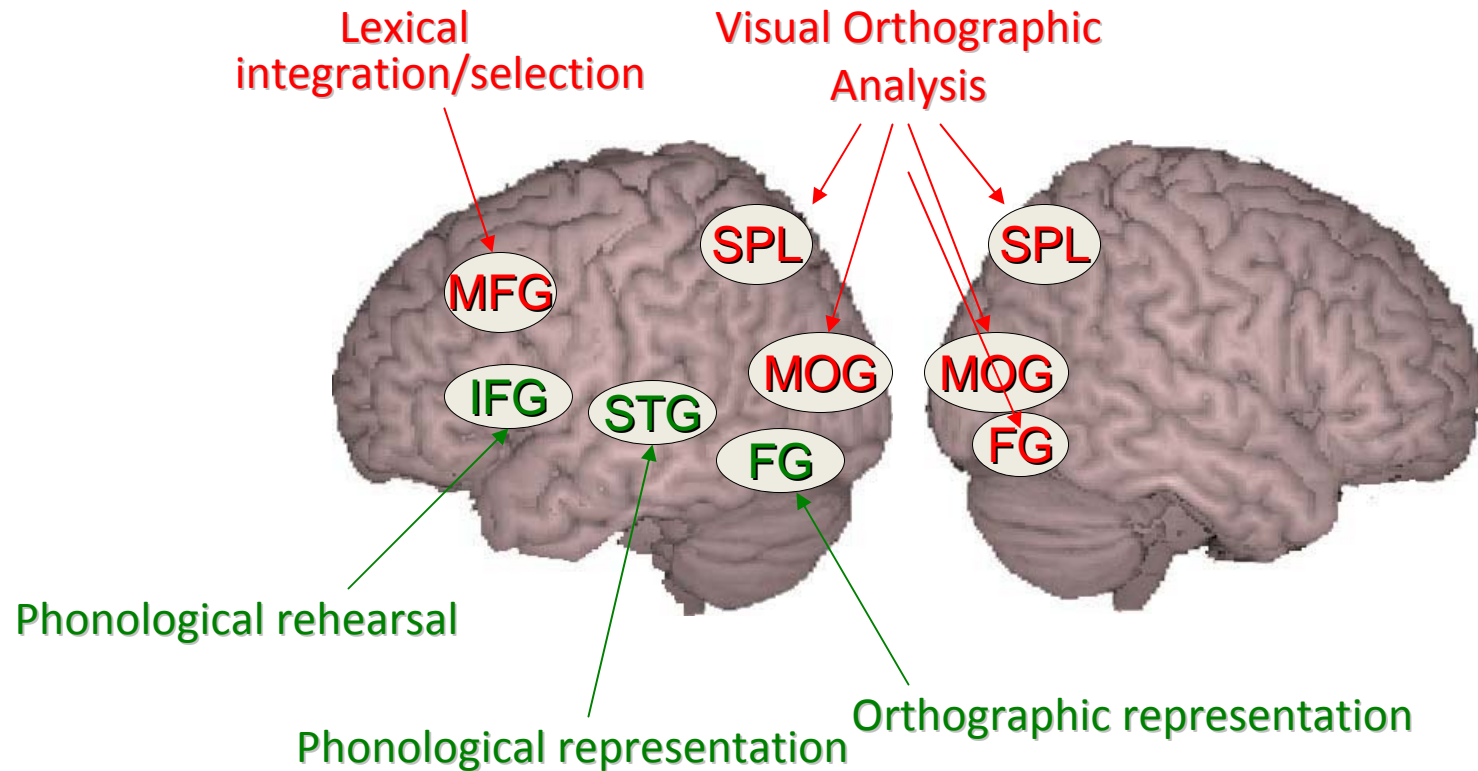 Lexical
integration/selection
Visual Orthographic
Analysis
SPL
SPL
MFG
MOG
MOG
IFG
STG
FG
FG
Phonological rehearsal
Orthographic representation
Phonological representation